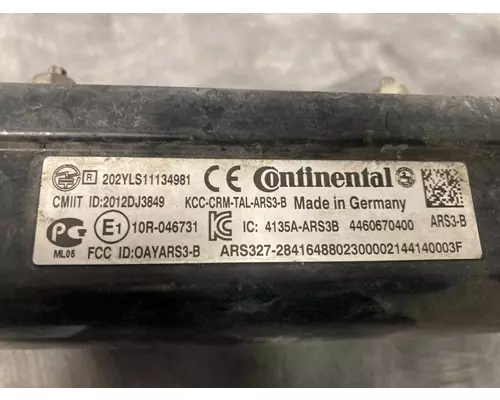 R 202YLS11134981 CE Continental
CMIIT ID:2012DJ3849 KCC-CRM-TAL-ARS3-B Made in Germany
E1 10R-046731 IC: 4135A-ARS3B 4460670400 ARS3-B
ML05 FCC ID:OAYARS3-B ARS327-2841648802300002144140003F